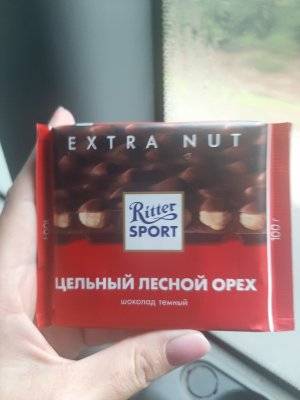 EXTRA NUT
Ritter
SPORT
ЦЕЛЬНЫЙ ЛЕСНОЙ ОРЕХ
шоколад темный
100 г